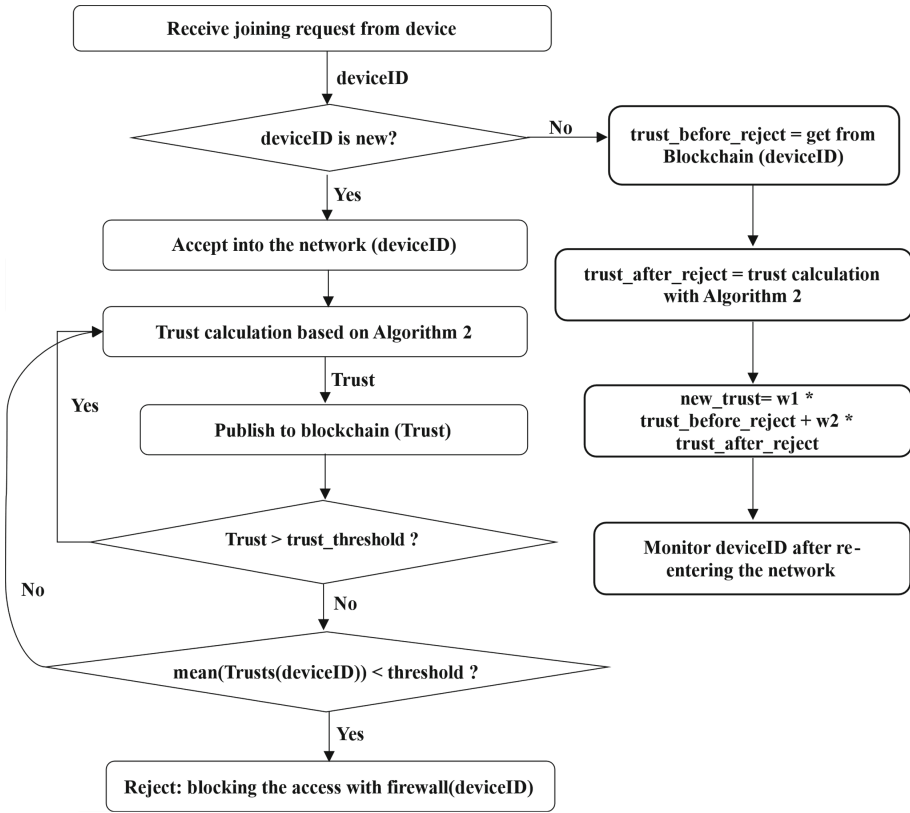 Receive joining request from device
deviceID
deviceID is new?
No
trust_before_reject = get from
Blockchain (deviceID)
Yes
Accept into the network (deviceID)
trust_after_reject = trust calculation
with Algorithm 2
Trust calculation based on Algorithm 2
Trust
Yes
new_trust= w1 *
trust_before_reject + w2 *
trust_after_reject
Publish to blockchain (Trust)
Trust > trust_threshold ?
Monitor deviceID after re-
entering the network
No
No
mean(Trusts(deviceID)) < threshold ?
Yes
Reject: blocking the access with firewall(deviceID)